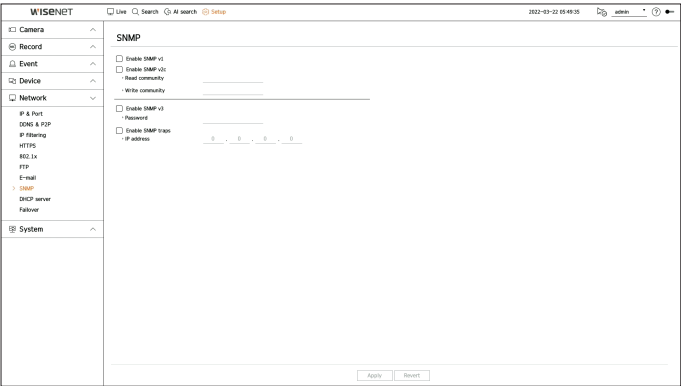 WISENET
Live Search AI search Setup
2022-03-22 05:49:35 admin ?
Camera
Record
Event
Device
Network
IP & Port
DDNS & P2P
IP filtering
HTTPS
802.1x
FTP
E-mail
SNMP
DHCP server
Failover
System
SNMP
Enable SNMP v1
Enable SNMP v2c
· Read community
· Write community
Enable SNMP v3
· Password
Enable SNMP traps
· IP address 0 . 0 . 0 . 0
Apply Revert